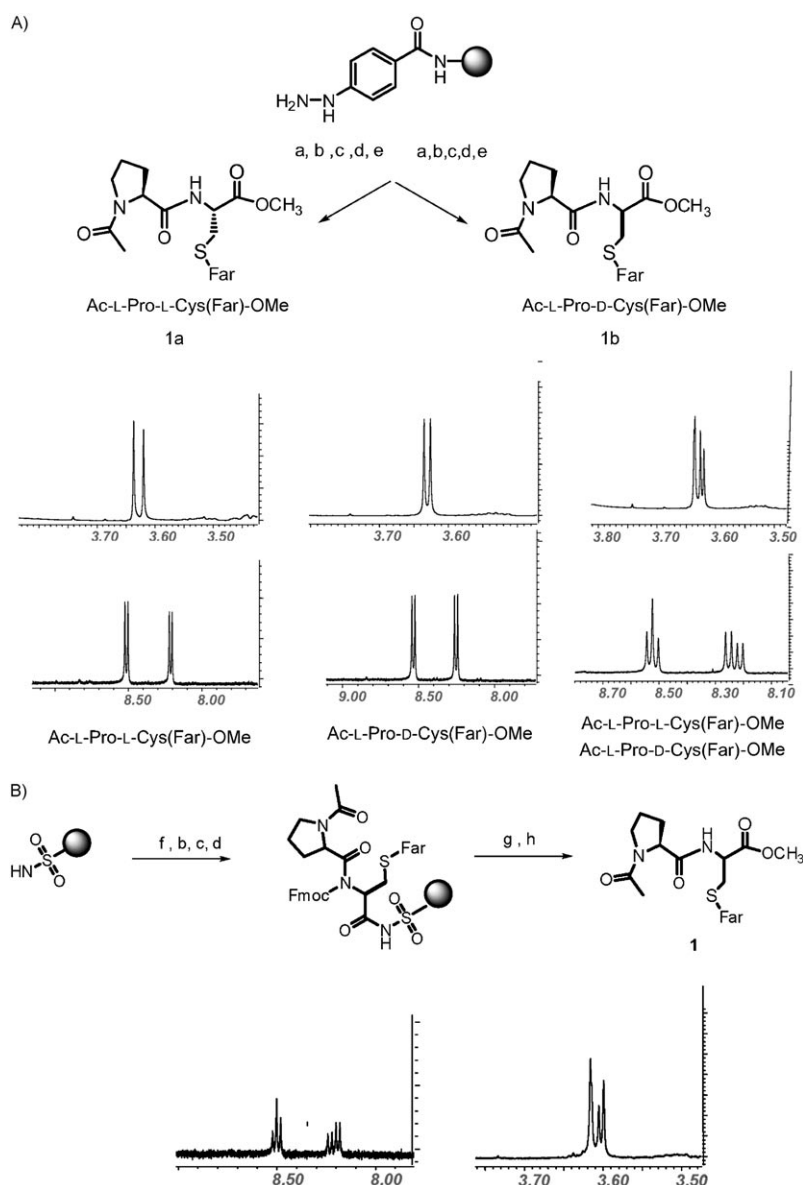 A)
O
N
H
H2N
N
H
a, b ,c ,d, e
a,b,c,d,e
N
O
O
H
N
O
OCH3
S
Far
N
O
O
H
N
O
OCH3
S
Far
Ac-L-Pro-L-Cys(Far)-OMe
Ac-L-Pro-D-Cys(Far)-OMe
1a
1b
3.70 3.60 3.50
3.70 3.60
3.80 3.70 3.60 3.50
8.50 8.00
9.00 8.50 8.00
8.70 8.50 8.30 8.10
Ac-L-Pro-L-Cys(Far)-OMe
Ac-L-Pro-D-Cys(Far)-OMe
Ac-L-Pro-L-Cys(Far)-OMe
Ac-L-Pro-D-Cys(Far)-OMe
B)
O
S
HN
O
f , b, c, d
N
O
O
S
Far
Fmoc
N
O
N
H
O
S
O
g , h
N
O
O
H
N
O
OCH3
S
Far
1
8.50 8.00
3.70 3.60 3.50